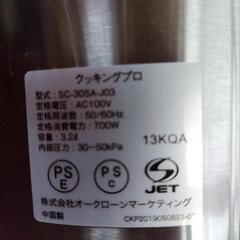 クッキングプロ
型式：SC-30SA-J03
定格電圧：AC100V
定格周波数：50/60Hz
定格消費電力：700W
容量：3.2ℓ
内部圧力：30−50kPa
13KQA
PS
E
PS
C
JET
株式会社オークローンマーケティング
中国製
CKP20190508S1-01